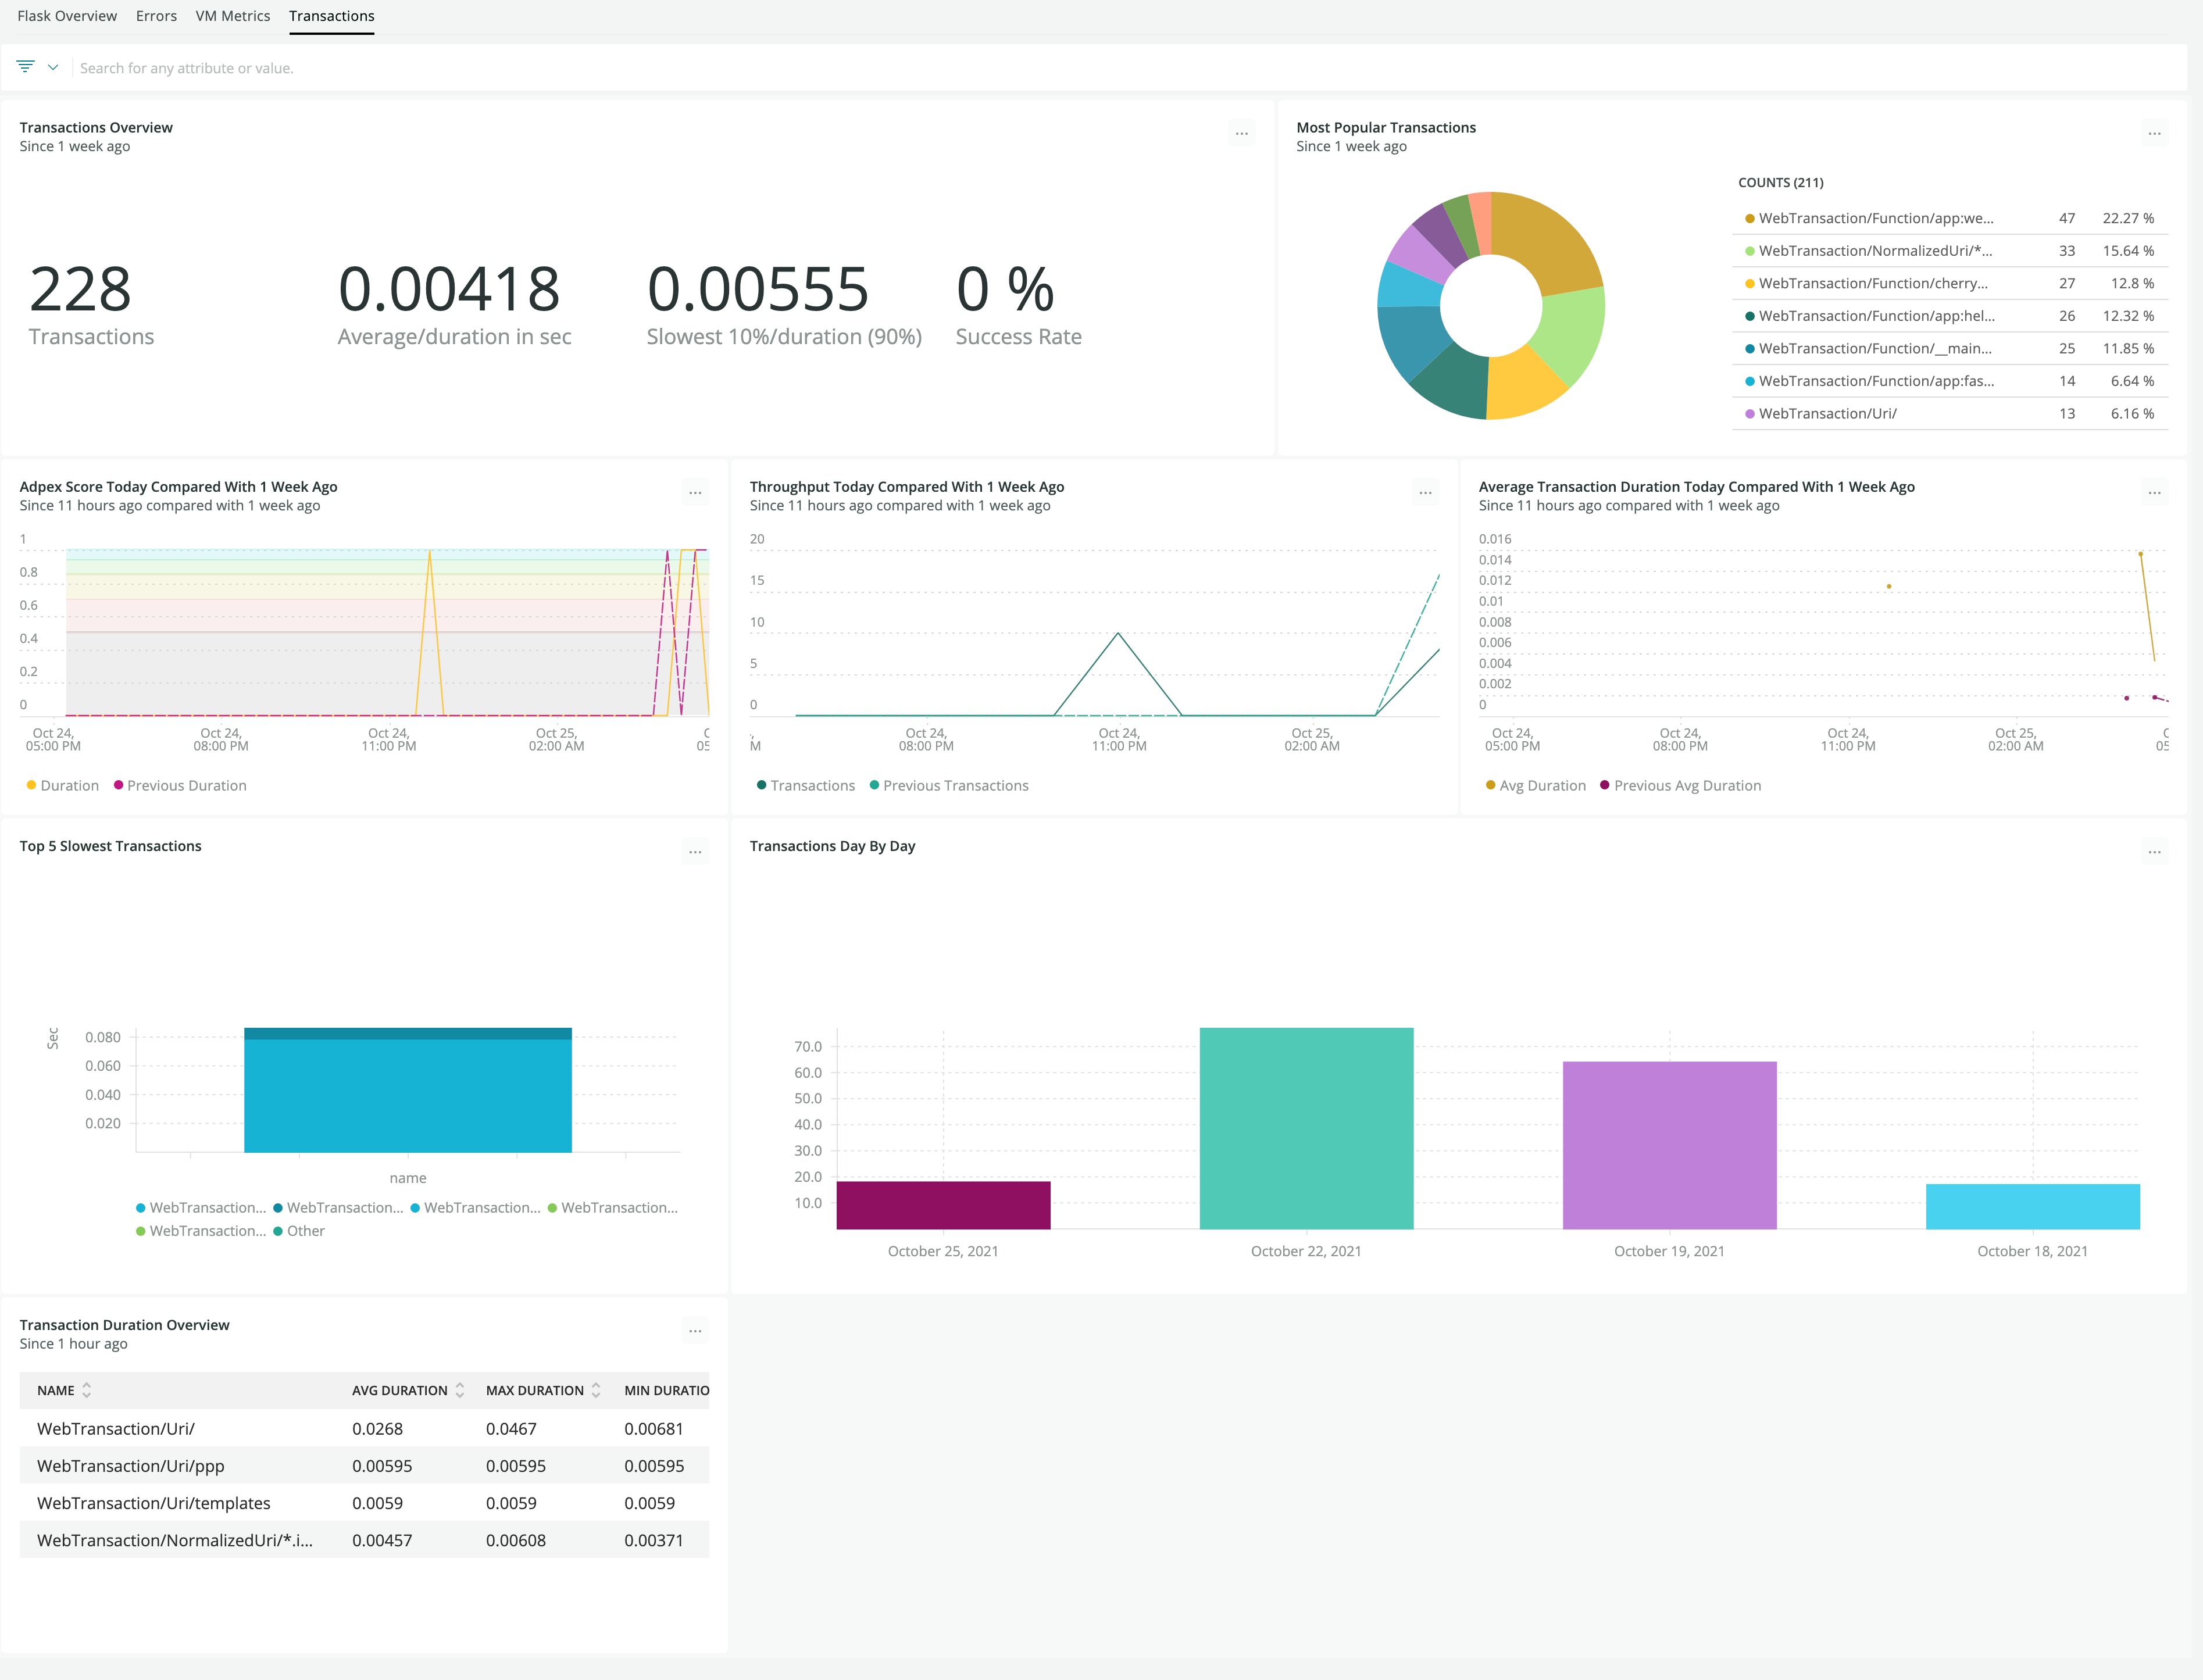 Flask Overview Errors VM Metrics Transactions
Search for any attribute or value.
Transactions Overview
Since 1 week ago
228
Transactions
0.00418
Average/duration in sec
0.00555
Slowest 10%/duration (90%)
0 %
Success Rate
Most Popular Transactions
Since 1 week ago
COUNTS (211)
WebTransaction/Function/app:we... 47 22.27 %
WebTransaction/NormalizedUri/*... 33 15.64 %
WebTransaction/Function/cherry... 27 12.8 %
WebTransaction/Function/app:hel... 26 12.32 %
WebTransaction/Function/__main... 25 11.85 %
WebTransaction/Function/app:fas... 14 6.64 %
WebTransaction/Uri/ 13 6.16 %
Adpex Score Today Compared With 1 Week Ago
Since 11 hours ago compared with 1 week ago
1
0.8
0.6
0.4
0.2
0
Oct 24, Oct 24, Oct 24, Oct 25, C
05:00 PM 08:00 PM 11:00 PM 02:00 AM 05
Duration Previous Duration
Throughput Today Compared With 1 Week Ago
Since 11 hours ago compared with 1 week ago
20
15
10
5
0
, Oct 24, Oct 24, Oct 25,
M 08:00 PM 11:00 PM 02:00 AM
Transactions Previous Transactions
Average Transaction Duration Today Compared With 1 Week Ago
Since 11 hours ago compared with 1 week ago
0.016
0.014
0.012
0.01
0.008
0.006
0.004
0.002
0
Oct 24, Oct 24, Oct 24, Oct 25, C
05:00 PM 08:00 PM 11:00 PM 02:00 AM 05
Avg Duration Previous Avg Duration
Top 5 Slowest Transactions
Sec
0.080
0.060
0.040
0.020
name
WebTransaction... WebTransaction... WebTransaction... WebTransaction...
WebTransaction... Other
Transactions Day By Day
70.0
60.0
50.0
40.0
30.0
20.0
10.0
October 25, 2021 October 22, 2021 October 19, 2021 October 18, 2021
Transaction Duration Overview
Since 1 hour ago
NAME AVG DURATION MAX DURATION MIN DURATIO
WebTransaction/Uri/ 0.0268 0.0467 0.00681
WebTransaction/Uri/ppp 0.00595 0.00595 0.00595
WebTransaction/Uri/templates 0.0059 0.0059 0.0059
WebTransaction/NormalizedUri/*.i... 0.00457 0.00608 0.00371